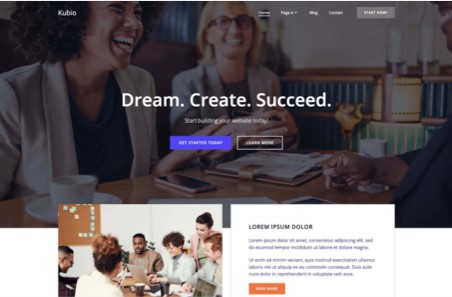 Kubio
Home Page Blog Contact START NOW!
Dream. Create. Succeed.
Start building your website today.
GET STARTED TODAY LEARN MORE
LOREM IPSUM DOLOR
Lorem ipsum dolor sit amet, consectetur adipiscing elit, sed
do eiusmod tempor incididunt ut labore et dolore magna.
Ut enim ad minim veniam, quis nostrud exercitation ullamco
laboris nisi ut aliquip ex ea commodo consequat. Duis aute
irure dolor in reprehenderit in voluptate velit esse.
READ MORE